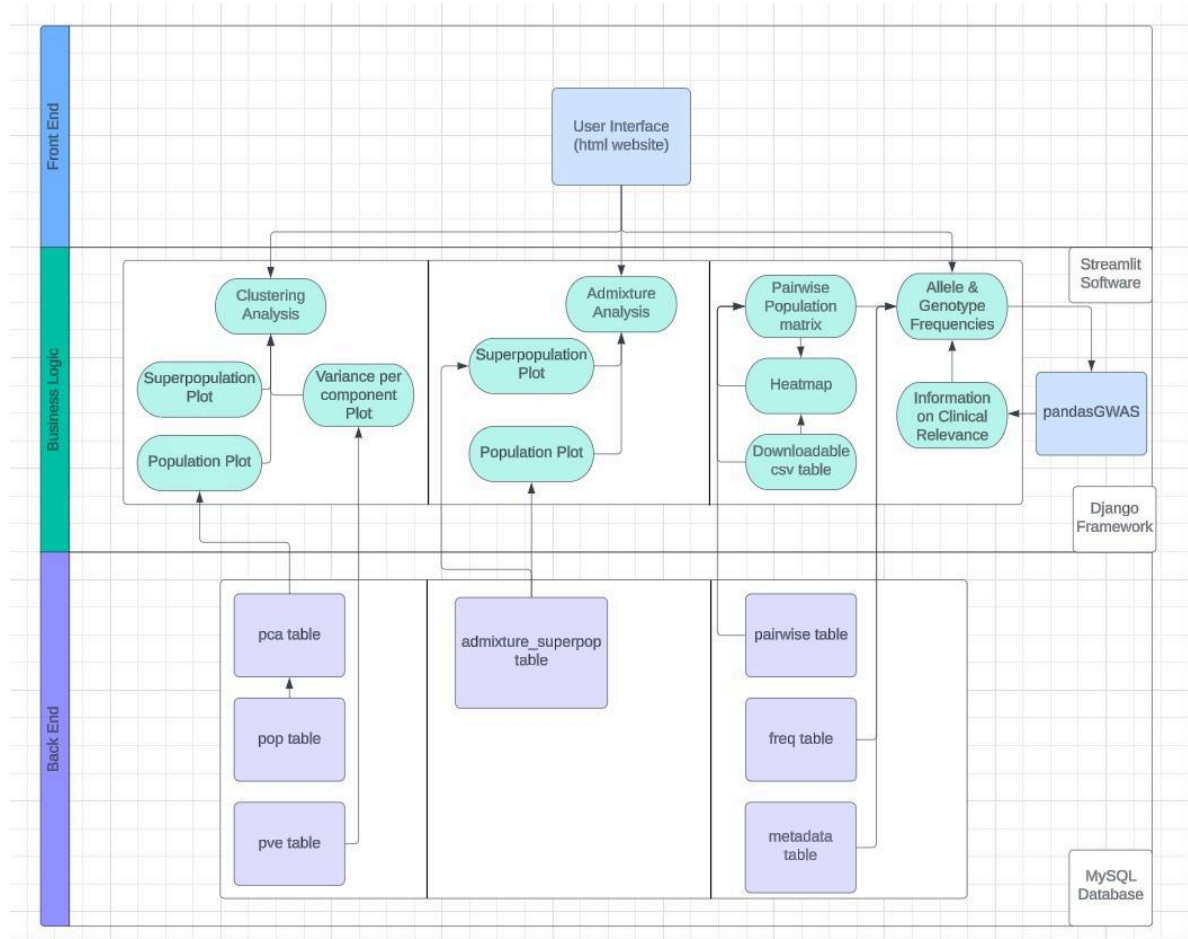 Front End
User Interface
(html website)
Business Logic
Streamlit
Software
Clustering
Analysis
Superpopulation
Plot
Variance per
component
Plot
Population Plot
Admixture
Analysis
Superpopulation
Plot
Population Plot
Pairwise
Population
matrix
Allele &
Genotype
Frequencies
Heatmap
Information
on Clinical
Relevance
pandasGWAS
Downloadable
csv table
Django
Framework
Back End
pca table
pop table
pve table
admixture_superpop
table
pairwise table
freq table
metadata
table
MySQL
Database